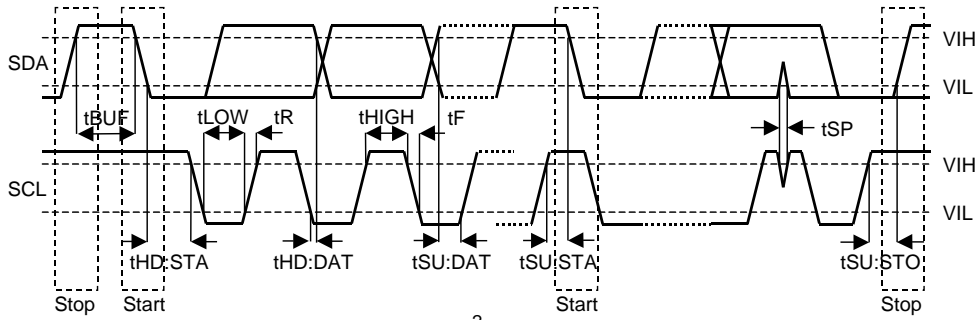 VIH
SDA
VIL
tBUF tLOW tR tHIGH tF tSP
VIH
SCL
VIL
tHD:STA tHD:DAT tSU:DAT tSU:STA tSU:STO
Stop Start Start Stop